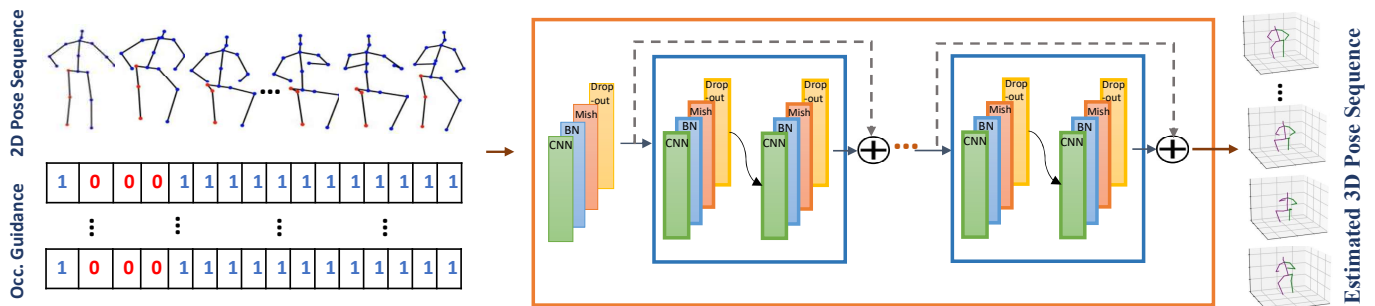 2D Pose Sequence
Occ. Guidance
1 0 0 0 1 1 1 1 1 1 1 1 1 1 1 1
1 0 0 0 1 1 1 1 1 1 1 1 1 1 1 1
CNN
BN
Mish
Drop
-out
CNN
BN
Mish
Drop
-out
CNN
BN
Mish
Drop
-out
CNN
BN
Mish
Drop
-out
CNN
BN
Mish
Drop
-out
Estimated 3D Pose Sequence